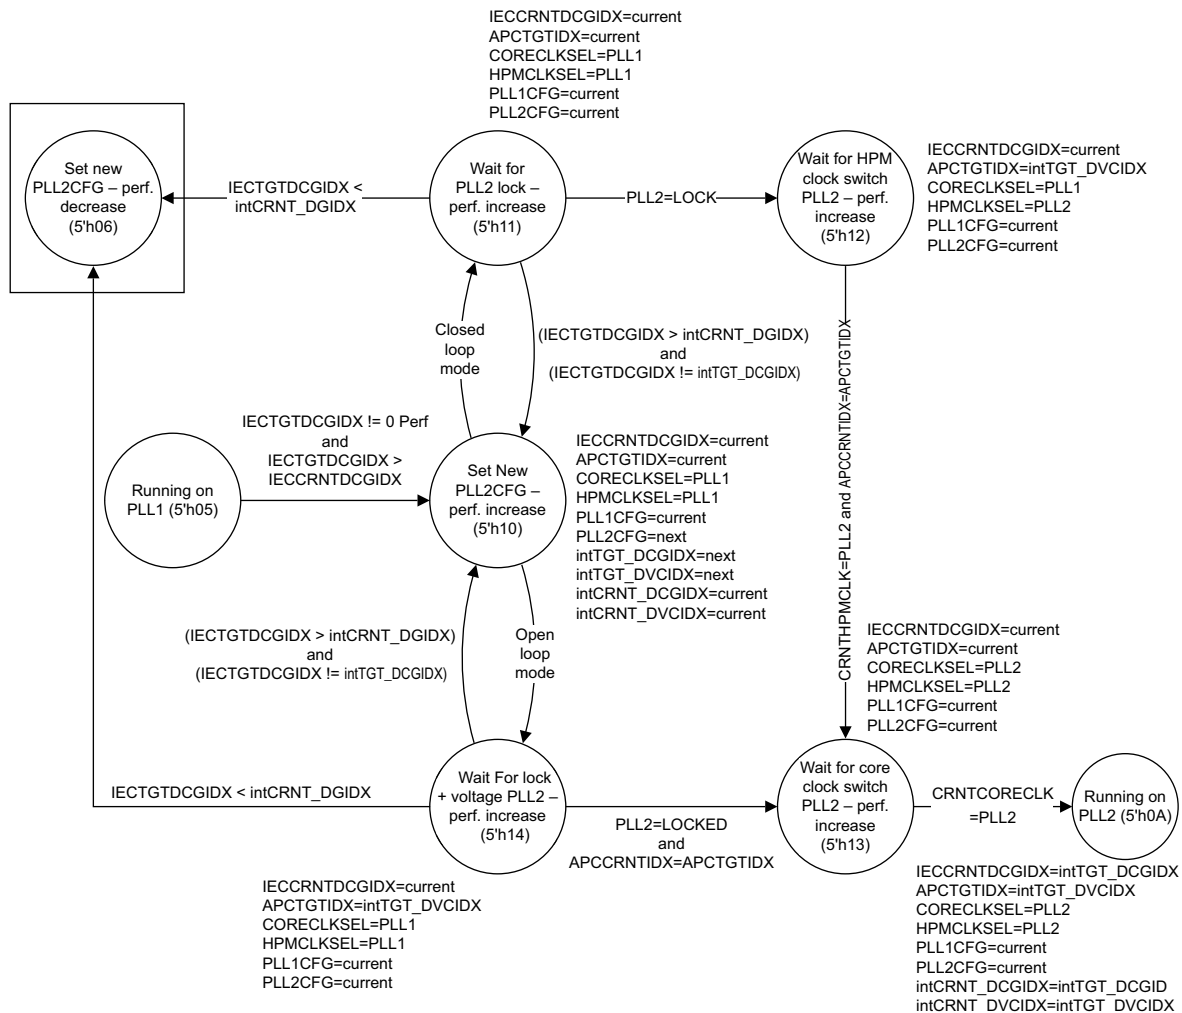 IECCRNTDCGIDX=current
APCTGTIDX=current
CORECLKSEL=PLL1
HPMCLKSEL=PLL1
PLL1CFG=current
PLL2CFG=current
Set new
PLL2CFG – perf.
decrease
(5'h06)
IECTGTDCGIDX <
intCRNT_DGIDX
Wait for
PLL2 lock –
perf. increase
(5'h11)
PLL2=LOCK
Wait for HPM
clock switch
PLL2 – perf.
increase
(5'h12)
IECCRNTDCGIDX=current
APCTGTIDX=intTGT_DVCIDX
CORECLKSEL=PLL1
HPMCLKSEL=PLL2
PLL1CFG=current
PLL2CFG=current
Closed
loop
mode
(IECTGTDCGIDX > intCRNT_DGIDX)
and
(IECTGTDCGIDX != intTGT_DCGIDX)
CRNTHPMCLK=PLL2 and APCCRNTIDX=APCTGTIDX
IECTGTDCGIDX != 0 Perf
and
IECTGTDCGIDX >
IECCRNTDCGIDX
Running on
PLL1 (5'h05)
Set New
PLL2CFG –
perf. increase
(5'h10)
IECCRNTDCGIDX=current
APCTGTIDX=current
CORECLKSEL=PLL1
HPMCLKSEL=PLL1
PLL1CFG=current
PLL2CFG=next
intTGT_DCGIDX=next
intTGT_DVCIDX=next
intCRNT_DCGIDX=current
intCRNT_DVCIDX=current
(IECTGTDCGIDX > intCRNT_DGIDX)
and
(IECTGTDCGIDX != intTGT_DCGIDX)
Open
loop
mode
IECCRNTDCGIDX=current
APCTGTIDX=current
CORECLKSEL=PLL2
HPMCLKSEL=PLL2
PLL1CFG=current
PLL2CFG=current
IECTGTDCGIDX < intCRNT_DGIDX
Wait For lock
+ voltage PLL2 –
perf. increase
(5'h14)
PLL2=LOCKED
and
APCCRNTIDX=APCTGTIDX
Wait for core
clock switch
PLL2 – perf.
increase
(5'h13)
CRNTCORECLK
=PLL2
Running on
PLL2 (5'h0A)
IECCRNTDCGIDX=current
APCTGTIDX=intTGT_DVCIDX
CORECLKSEL=PLL1
HPMCLKSEL=PLL1
PLL1CFG=current
PLL2CFG=current
IECCRNTDCGIDX=intTGT_DCGIDX
APCTGTIDX=intTGT_DVCIDX
CORECLKSEL=PLL2
HPMCLKSEL=PLL2
PLL1CFG=current
PLL2CFG=current
intCRNT_DCGIDX=intTGT_DCGID
intCRNT_DVCIDX=intTGT_DVCIDX